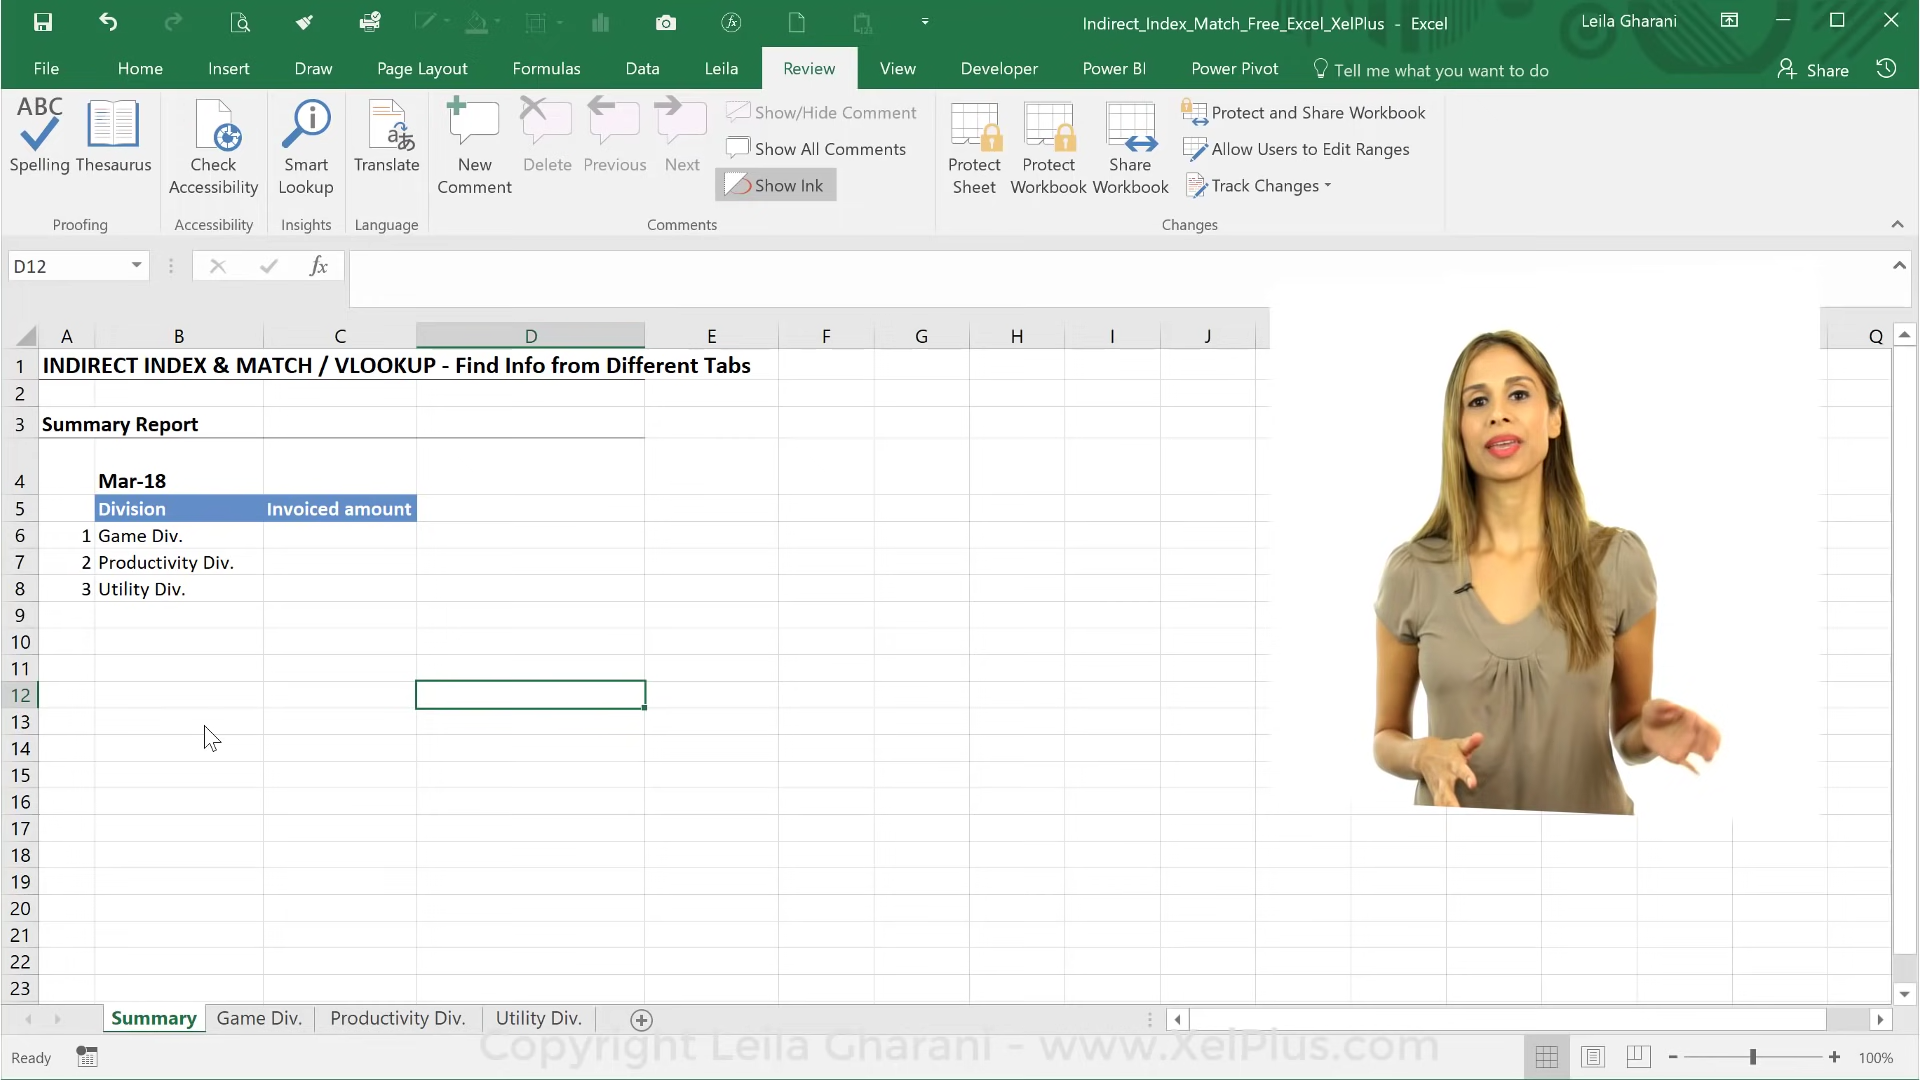 Indirect_Index_Match_Free_Excel_XelPlus - Excel
Leila Gharani
File Home Insert Draw Page Layout Formulas Data Leila Review View Developer Power BI Power Pivot Tell me what you want to do Share
ABC
Spelling
Thesaurus
Check Accessibility
Smart Lookup
Translate
New Comment
Delete
Previous
Next
Show/Hide Comment
Show All Comments
Show Ink
Protect Sheet
Protect Workbook
Share Workbook
Protect and Share Workbook
Allow Users to Edit Ranges
Track Changes
Proofing Accessibility Insights Language Comments Changes
D12 fx
A B C D E F G H I J Q
1 INDIRECT INDEX & MATCH / VLOOKUP - Find Info from Different Tabs
2
3 Summary Report
4 Mar-18
5 Division Invoiced amount
6 1 Game Div.
7 2 Productivity Div.
8 3 Utility Div.
9
10
11
12
13
14
15
16
17
18
19
20
21
22
23
Summary Game Div. Productivity Div. Utility Div.
Copyright Leila Gharani - www.XelPlus.com
Ready 100%